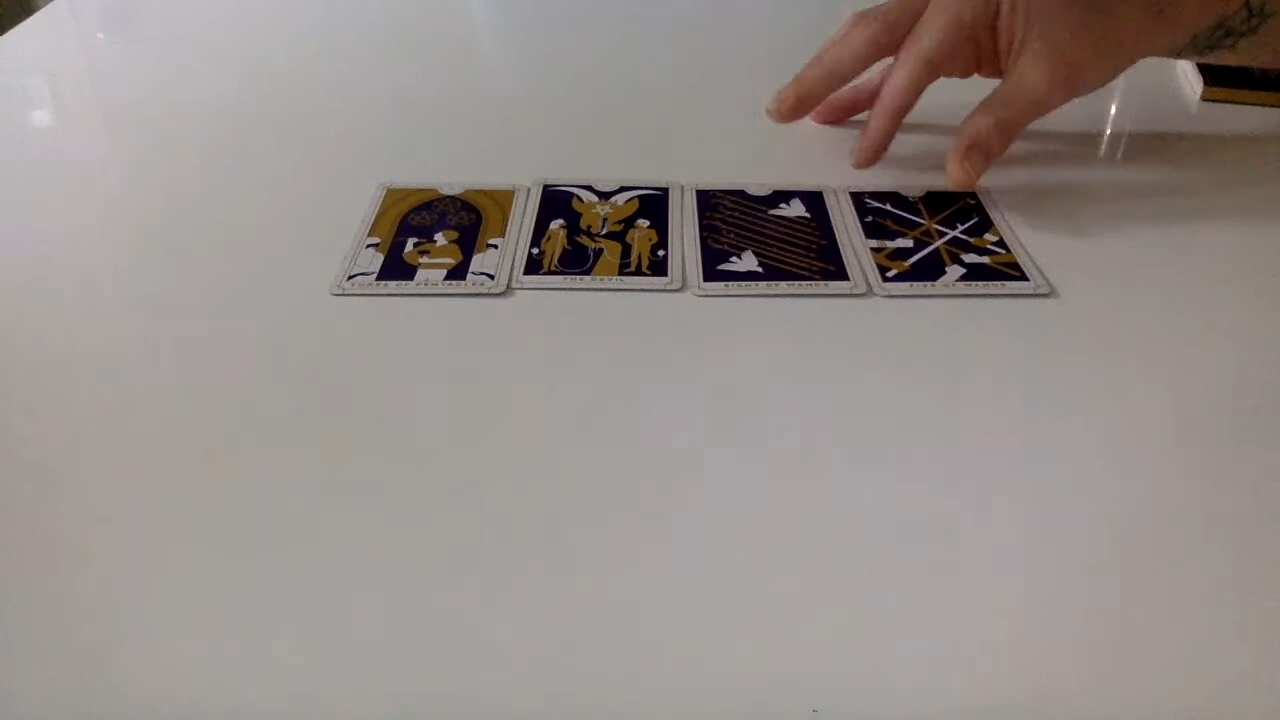 THREE OF PENTACLES
THE DEVIL
EIGHT OF WANDS
FIVE OF WANDS